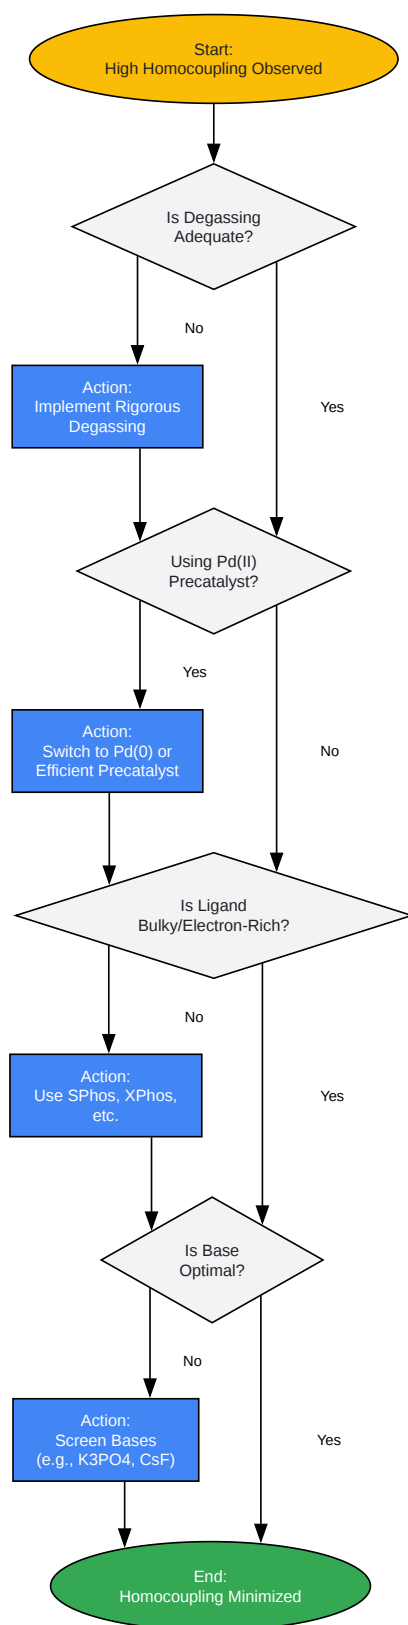 Start:
High Homocoupling Observed
Is Degassing
Adequate?
No
Action:
Implement Rigorous
Degassing
Yes
Using Pd(II)
Precatalyst?
Yes
Action:
Switch to Pd(0) or
Efficient Precatalyst
No
Is Ligand
Bulky/Electron-Rich?
No
Action:
Use SPhos, XPhos,
etc.
Yes
Is Base
Optimal?
No
Action:
Screen Bases
(e.g., K3PO4, CsF)
Yes
End:
Homocoupling Minimized